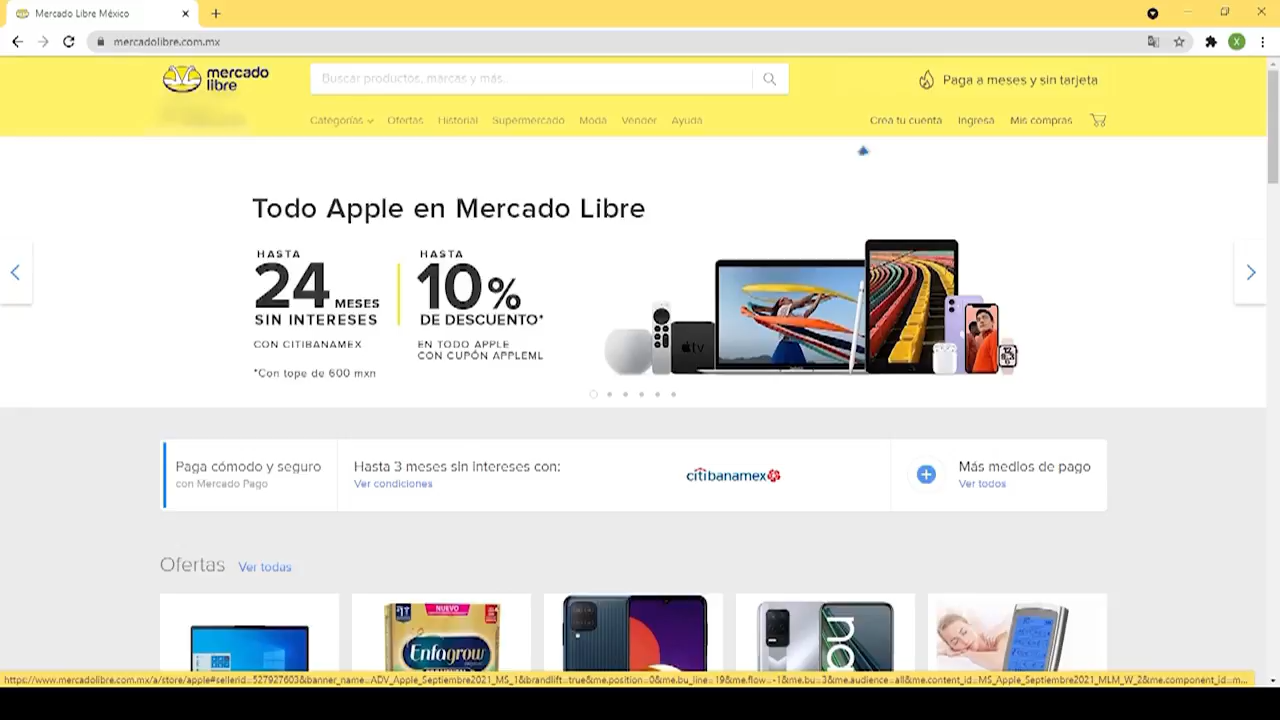 Mercado Libre México
mercadolibre.com.mx
X
mercado
libre
Buscar productos, marcas y más..
Paga a meses y sin tarjeta
Categorías
Ofertas
Historial
Supermercado
Moda
Vender
Ayuda
Crea tu cuenta
Ingresa
Mis compras
Todo Apple en Mercado Libre
HASTA
24 MESES
SIN INTERESES
CON CITIBANAMEX
*Con tope de 600 mxn
HASTA
10%
DE DESCUENTO*
EN TODO APPLE
CON CUPÓN APPLEML
tv
Paga cómodo y seguro
con Mercado Pago
Hasta 3 meses sin intereses con:
Ver condiciones
citibanamex
Más medios de pago
Ver todos
Ofertas
Ver todas
NUEVO
Enfagrow
https://www.mercadolibre.com.mx/a/store/apple#sellerid=527927603&banner_name=ADV_Apple_Septiembre2021_MS_1&brandlift=true&me.position=0&me.bu_line=19&me.flow=-1&me.bu=3&me.audience=all&me.content_id=MS_Apple_Septiembre2021_MLM_W_2&me.component_id=m...